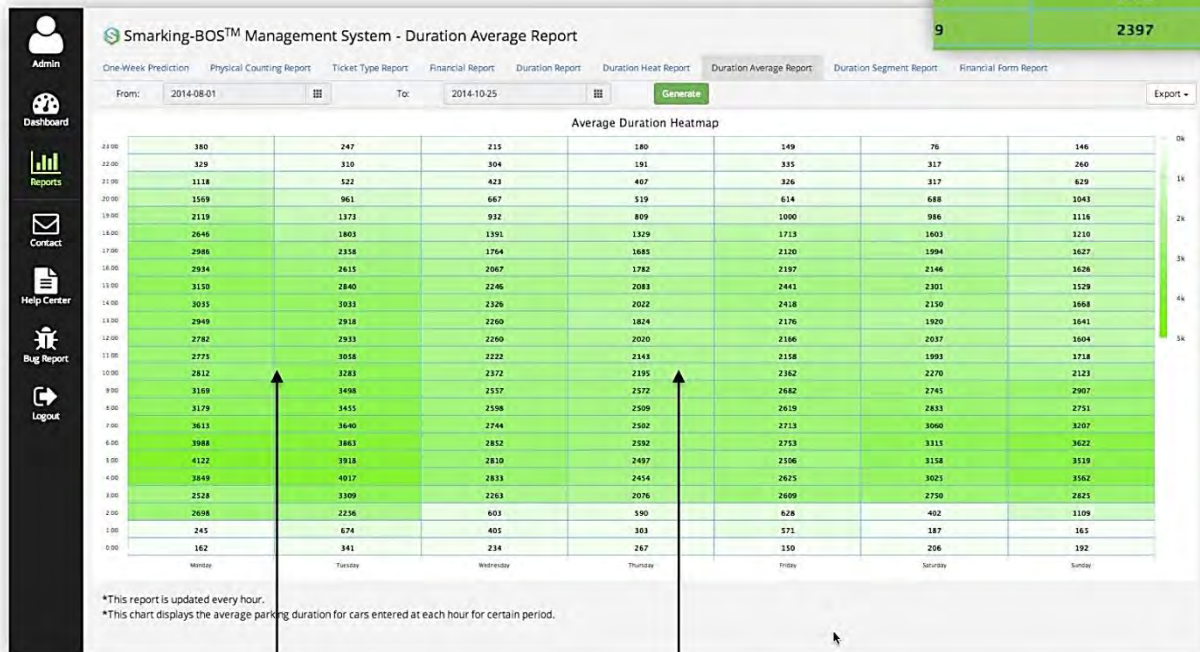 9 2397
Smarking-BOS™ Management System - Duration Average Report
Admin
Dashboard
Reports
Contact
Help Center
Bug Report
Logout
One-Week Prediction Physical Counting Report Ticket Type Report Financial Report Duration Report Duration Heat Report Duration Average Report Duration Segment Report Financial Form Report
From: 2014-08-01 To: 2014-10-25 Generate Export
Average Duration Heatmap
23:00 380 247 215 180 149 76 146
22:00 329 310 304 191 335 317 260
21:00 1118 522 423 407 326 317 629
20:00 1569 961 667 519 614 688 1043
19:00 2119 1373 932 809 1000 986 1116
18:00 2646 1803 1391 1329 1713 1603 1210
17:00 2986 2358 1764 1685 2120 1994 1627
16:00 2934 2615 2067 1782 2197 2146 1626
15:00 3150 2840 2246 2083 2441 2301 1529
14:00 3035 3033 2326 2022 2418 2150 1668
13:00 2949 2918 2260 1824 2176 1920 1641
12:00 2782 2933 2260 2020 2166 2037 1604
11:00 2775 3058 2222 2143 2158 1993 1718
10:00 2812 3283 2372 2195 2362 2270 2123
9:00 3169 3498 2557 2572 2682 2745 2907
8:00 3179 3455 2598 2509 2619 2833 2751
7:00 3613 3640 2744 2502 2713 3060 3207
6:00 3988 3863 2852 2592 2753 3315 3622
5:00 4122 3918 2810 2497 2506 3158 3519
4:00 3849 4017 2833 2454 2625 3025 3562
3:00 2528 3309 2263 2076 2609 2750 2825
2:00 2698 2236 603 590 628 402 1109
1:00 245 674 405 303 571 187 165
0:00 162 341 234 267 150 206 192
Monday Tuesday Wednesday Thursday Friday Saturday Sunday
0k
1k
2k
3k
4k
5k
*This report is updated every hour.
*This chart displays the average parking duration for cars entered at each hour for certain period.